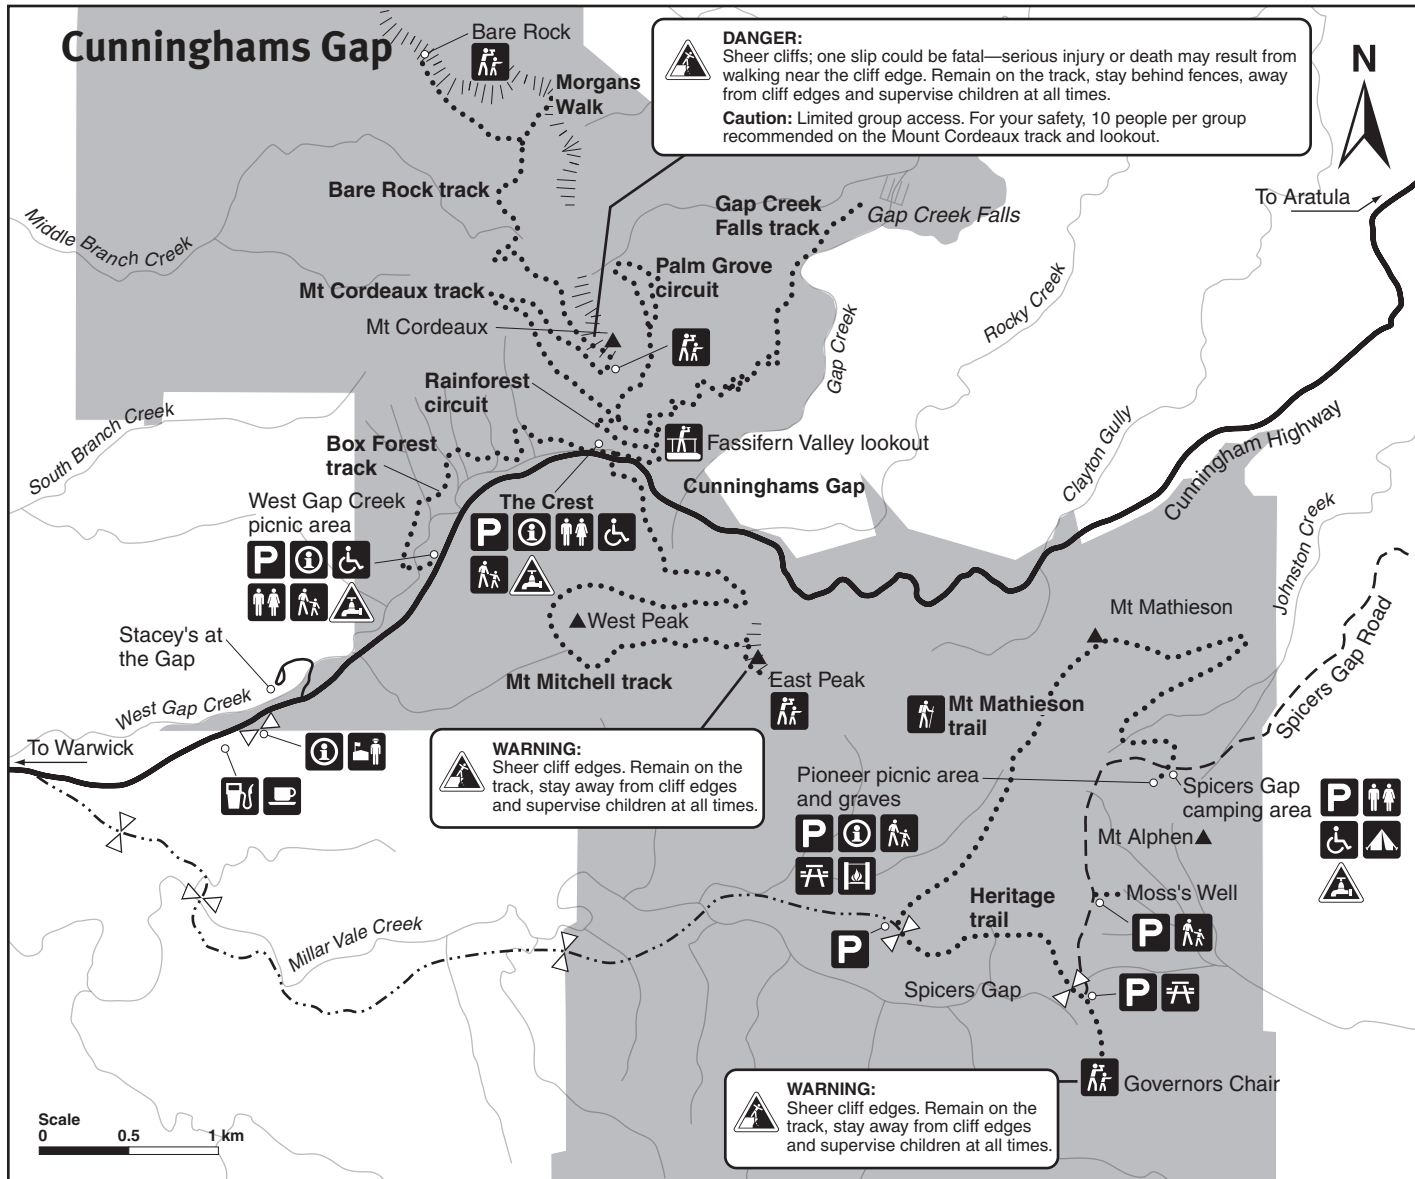 Cunninghams Gap
Bare Rock
Morgans
Walk
DANGER:
Sheer cliffs; one slip could be fatal—serious injury or death may result from
walking near the cliff edge. Remain on the track, stay behind fences, away
from cliff edges and supervise children at all times.
Caution: Limited group access. For your safety, 10 people per group
recommended on the Mount Cordeaux track and lookout.
N
To Aratula
Bare Rock track
Middle Branch Creek
Gap Creek
Falls track
Gap Creek Falls
Palm Grove
circuit
Mt Cordeaux track
Mt Cordeaux
Rocky Creek
Gap Creek
Rainforest
circuit
South Branch Creek
Box Forest
track
Fassifern Valley lookout
Clayton Gully
Cunningham Highway
West Gap Creek
picnic area
The Crest
Cunninghams Gap
P
i
P
i
Johnston Creek
Mt Mathieson
West Peak
Stacey's at
the Gap
Spicers Gap Road
Mt Mitchell track
East Peak
West Gap Creek
Mt Mathieson
trail
To Warwick
i
WARNING:
Sheer cliff edges. Remain on the
track, stay away from cliff edges
and supervise children at all times.
Pioneer picnic area
and graves
P
i
Spicers Gap
camping area
P
Mt Alphen
Heritage
trail
Moss's Well
P
Millar Vale Creek
P
Spicers Gap
P
Governors Chair
WARNING:
Sheer cliff edges. Remain on the
track, stay away from cliff edges
and supervise children at all times.
Scale
0 0.5 1 km